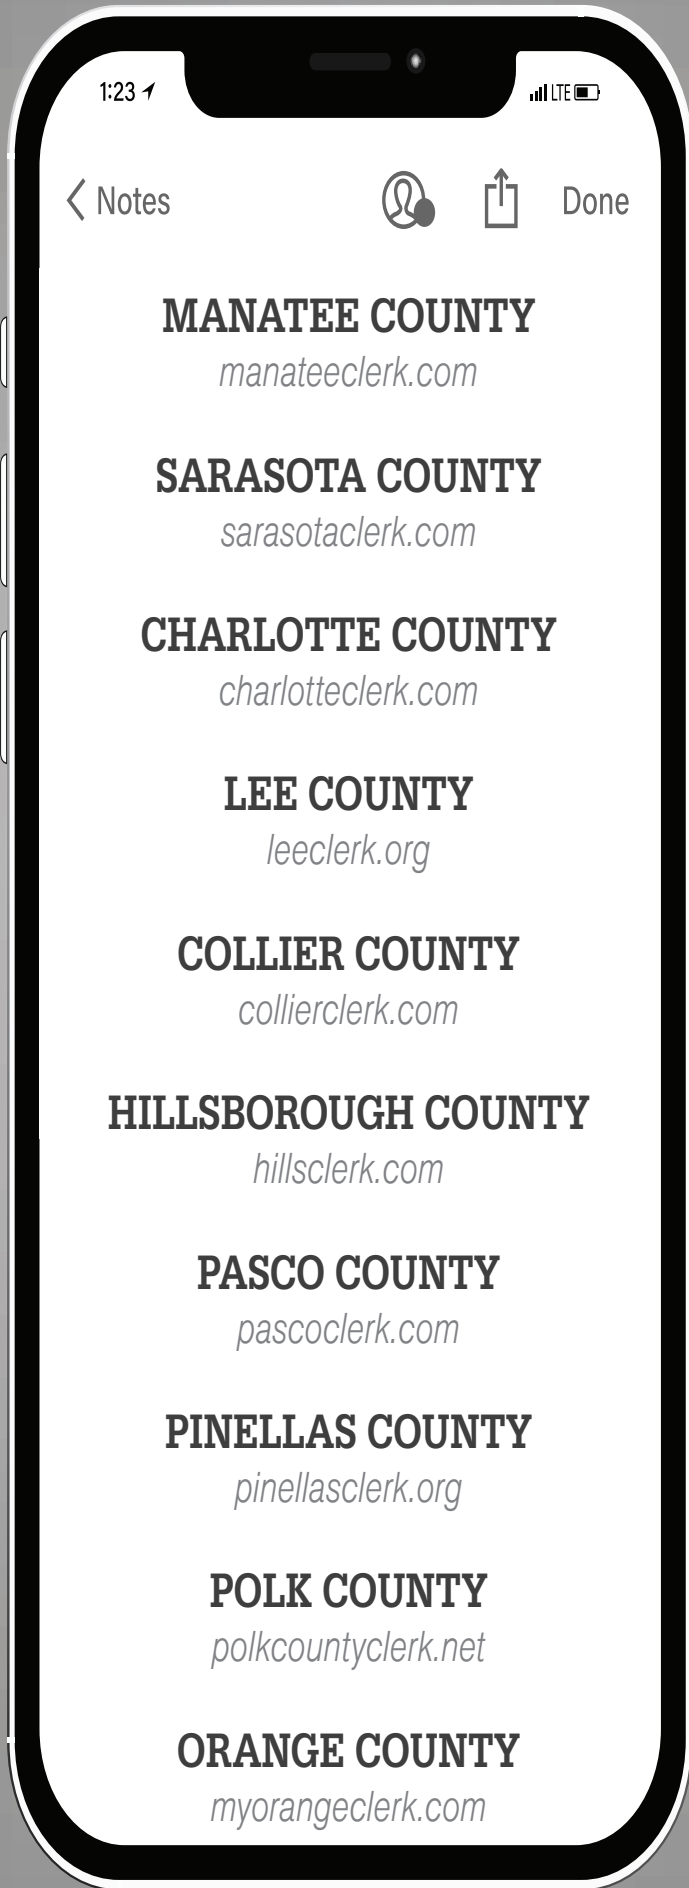 1:23 LTE
Notes Done
MANATEE COUNTY
manateeclerk.com
SARASOTA COUNTY
sarasotaclerk.com
CHARLOTTE COUNTY
charlotteclerk.com
LEE COUNTY
leeclerk.org
COLLIER COUNTY
collierclerk.com
HILLSBOROUGH COUNTY
hillsclerk.com
PASCO COUNTY
pascoclerk.com
PINELLAS COUNTY
pinellasclerk.org
POLK COUNTY
polkcountyclerk.net
ORANGE COUNTY
myorangeclerk.com